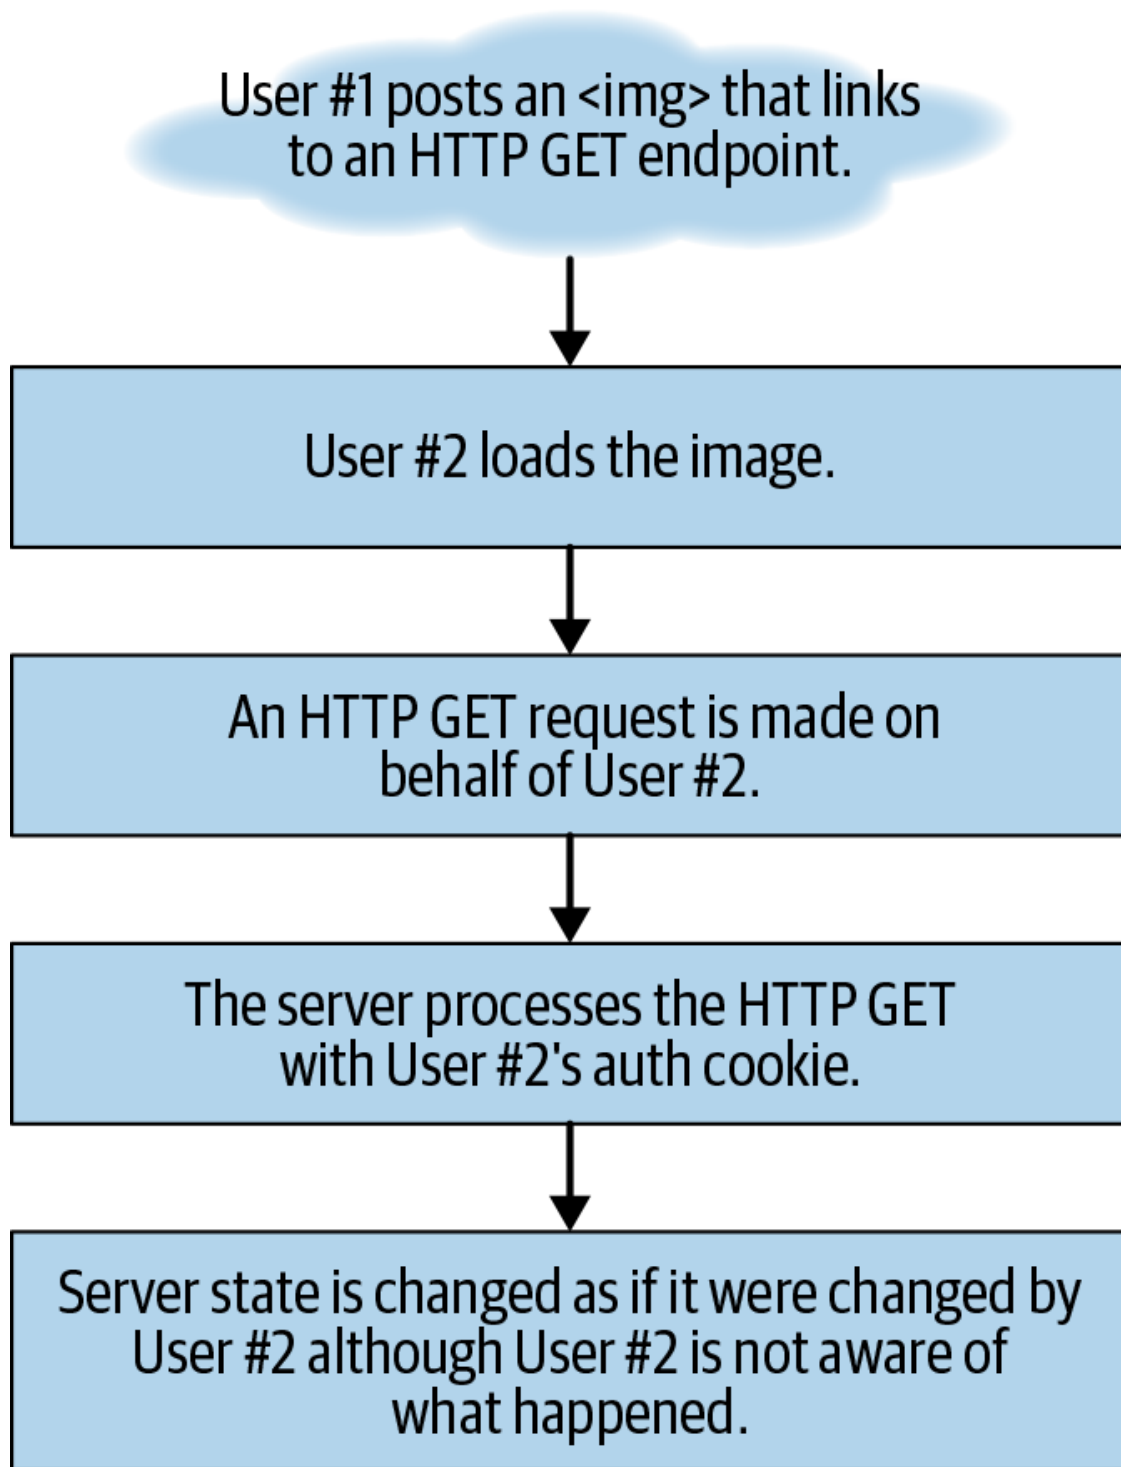 User #1 posts an <img> that links
to an HTTP GET endpoint.
User #2 loads the image.
An HTTP GET request is made on
behalf of User #2.
The server processes the HTTP GET
with User #2's auth cookie.
Server state is changed as if it were changed by
User #2 although User #2 is not aware of
what happened.